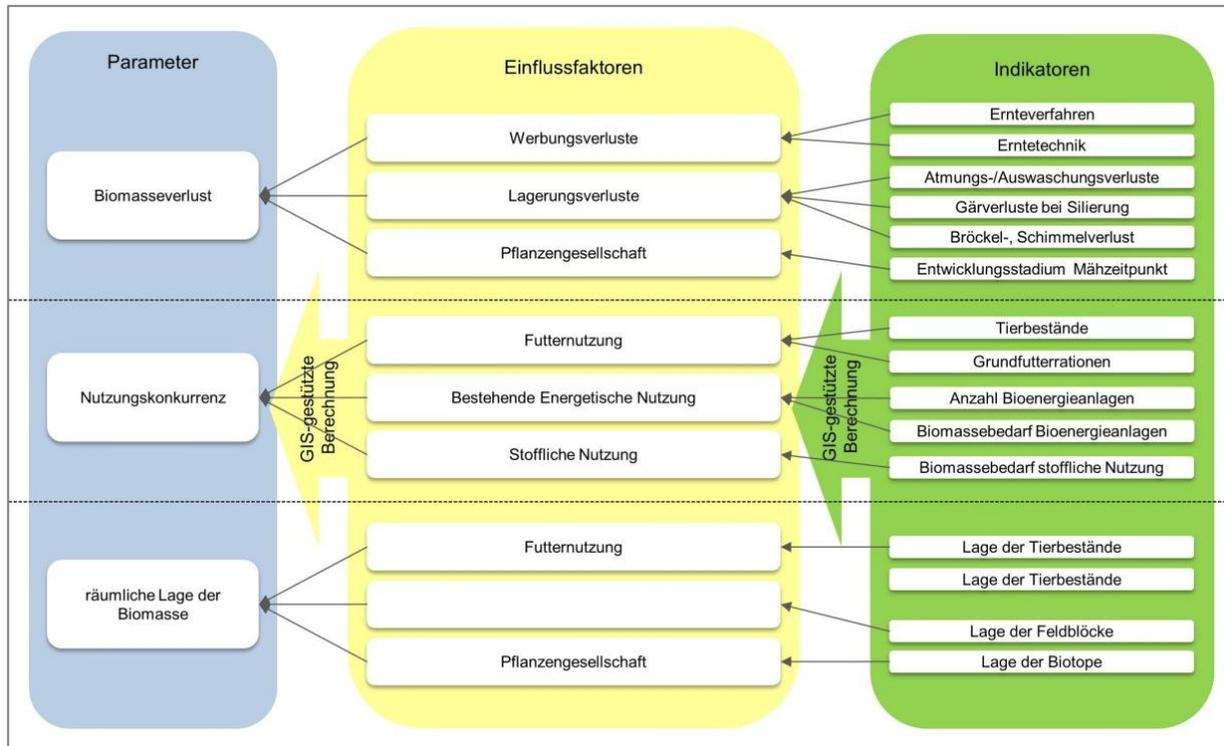 Parameter
Einflussfaktoren
Indikatoren
Biomasseverlust
Werbungsverluste
Lagerungsverluste
Pflanzengesellschaft
Ernteverfahren
Erntetechnik
Atmungs-/Auswaschungsverluste
Gärverluste bei Silierung
Bröckel-, Schimmelverlust
Entwicklungsstadium Mähzeitpunkt
Nutzungskonkurrenz
GIS-gestützte
Berechnung
Futternutzung
Bestehende Energetische Nutzung
Stoffliche Nutzung
GIS-gestützte
Berechnung
Tierbestände
Grundfutterrationen
Anzahl Bioenergieanlagen
Biomassebedarf Bioenergieanlagen
Biomassebedarf stoffliche Nutzung
räumliche Lage der
Biomasse
Futternutzung
Pflanzengesellschaft
Lage der Tierbestände
Lage der Tierbestände
Lage der Feldblöcke
Lage der Biotope